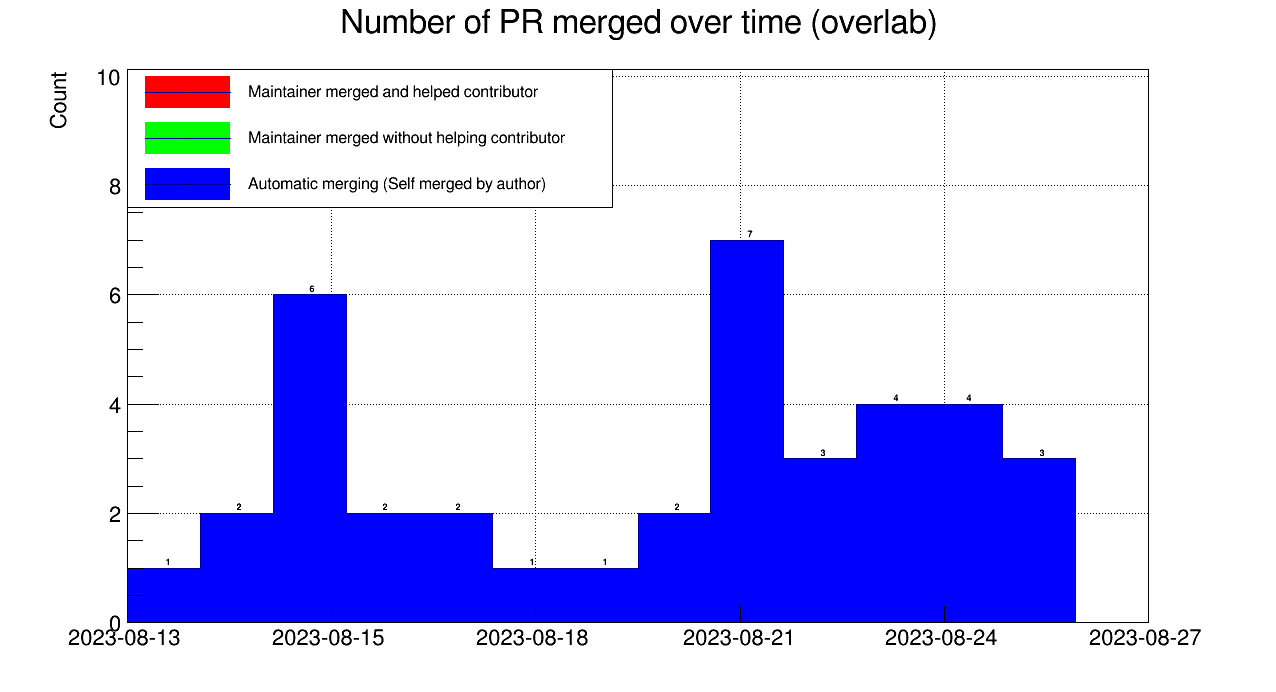 Number of PR merged over time (overlab)
Count
10
8
6
4
2
0
Maintainer merged and helped contributor
Maintainer merged without helping contributor
Automatic merging (Self merged by author)
1 2 6 2 2 1 1 2 7 3 4 4 3
2023-08-13 2023-08-15 2023-08-18 2023-08-21 2023-08-24 2023-08-27